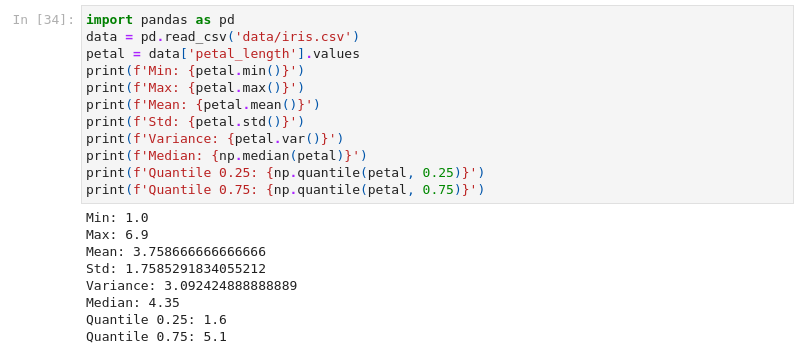 In [34]:
import pandas as pd
data = pd.read_csv('data/iris.csv')
petal = data['petal_length'].values
print(f'Min: {petal.min()}')
print(f'Max: {petal.max()}')
print(f'Mean: {petal.mean()}')
print(f'Std: {petal.std()}')
print(f'Variance: {petal.var()}')
print(f'Median: {np.median(petal)}')
print(f'Quantile 0.25: {np.quantile(petal, 0.25)}')
print(f'Quantile 0.75: {np.quantile(petal, 0.75)}')
Min: 1.0
Max: 6.9
Mean: 3.758666666666666
Std: 1.7585291834055212
Variance: 3.092424888888889
Median: 4.35
Quantile 0.25: 1.6
Quantile 0.75: 5.1